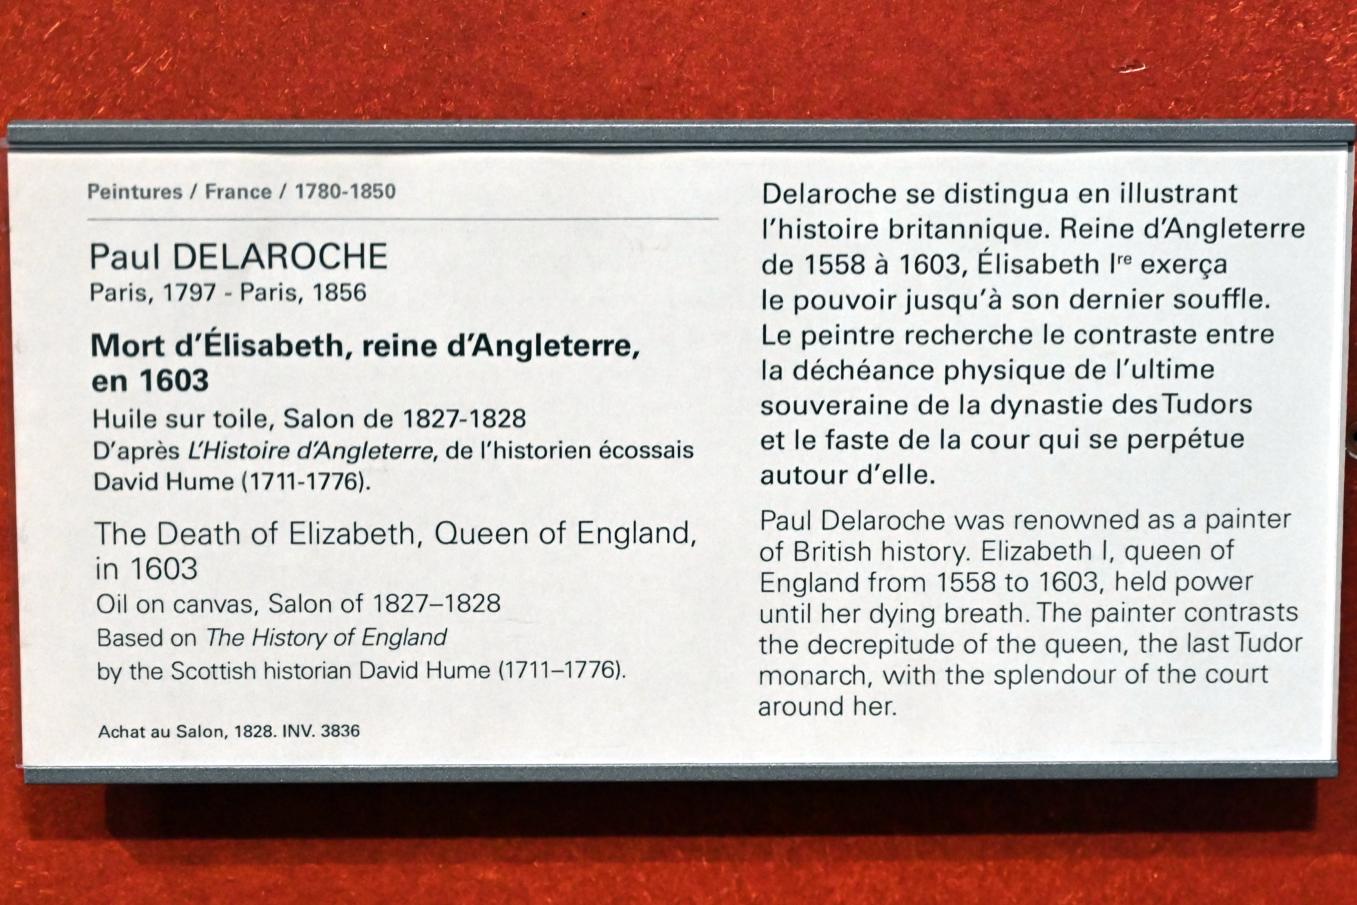 Peintures / France / 1780-1850
Paul DELAROCHE
Paris, 1797 - Paris, 1856
Mort d'Élisabeth, reine d'Angleterre,
en 1603
Huile sur toile, Salon de 1827-1828
D'après L'Histoire d'Angleterre, de l'historien écossais
David Hume (1711-1776).
The Death of Elizabeth, Queen of England,
in 1603
Oil on canvas, Salon of 1827–1828
Based on The History of England
by the Scottish historian David Hume (1711–1776).
Achat au Salon, 1828. INV. 3836
Delaroche se distingua en illustrant
l'histoire britannique. Reine d'Angleterre
de 1558 à 1603, Élisabeth Iʳᵉ exerça
le pouvoir jusqu'à son dernier souffle.
Le peintre recherche le contraste entre
la déchéance physique de l'ultime
souveraine de la dynastie des Tudors
et le faste de la cour qui se perpétue
autour d'elle.
Paul Delaroche was renowned as a painter
of British history. Elizabeth I, queen of
England from 1558 to 1603, held power
until her dying breath. The painter contrasts
the decrepitude of the queen, the last Tudor
monarch, with the splendour of the court
around her.